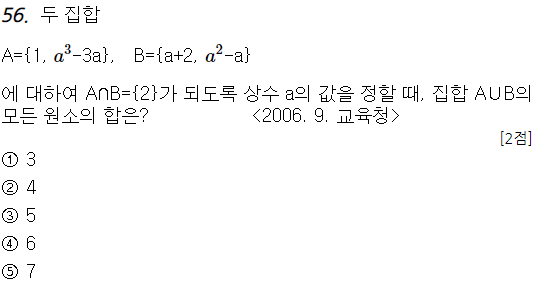 56. 두 집합
A={1, a³-3a}, B={a+2, a²-a}
에 대하여 A∩B={2}가 되도록 상수 a의 값을 정할 때, 집합 A∪B의
모든 원소의 합은? <2006. 9. 교육청>
[2점]
① 3
② 4
③ 5
④ 6
⑤ 7